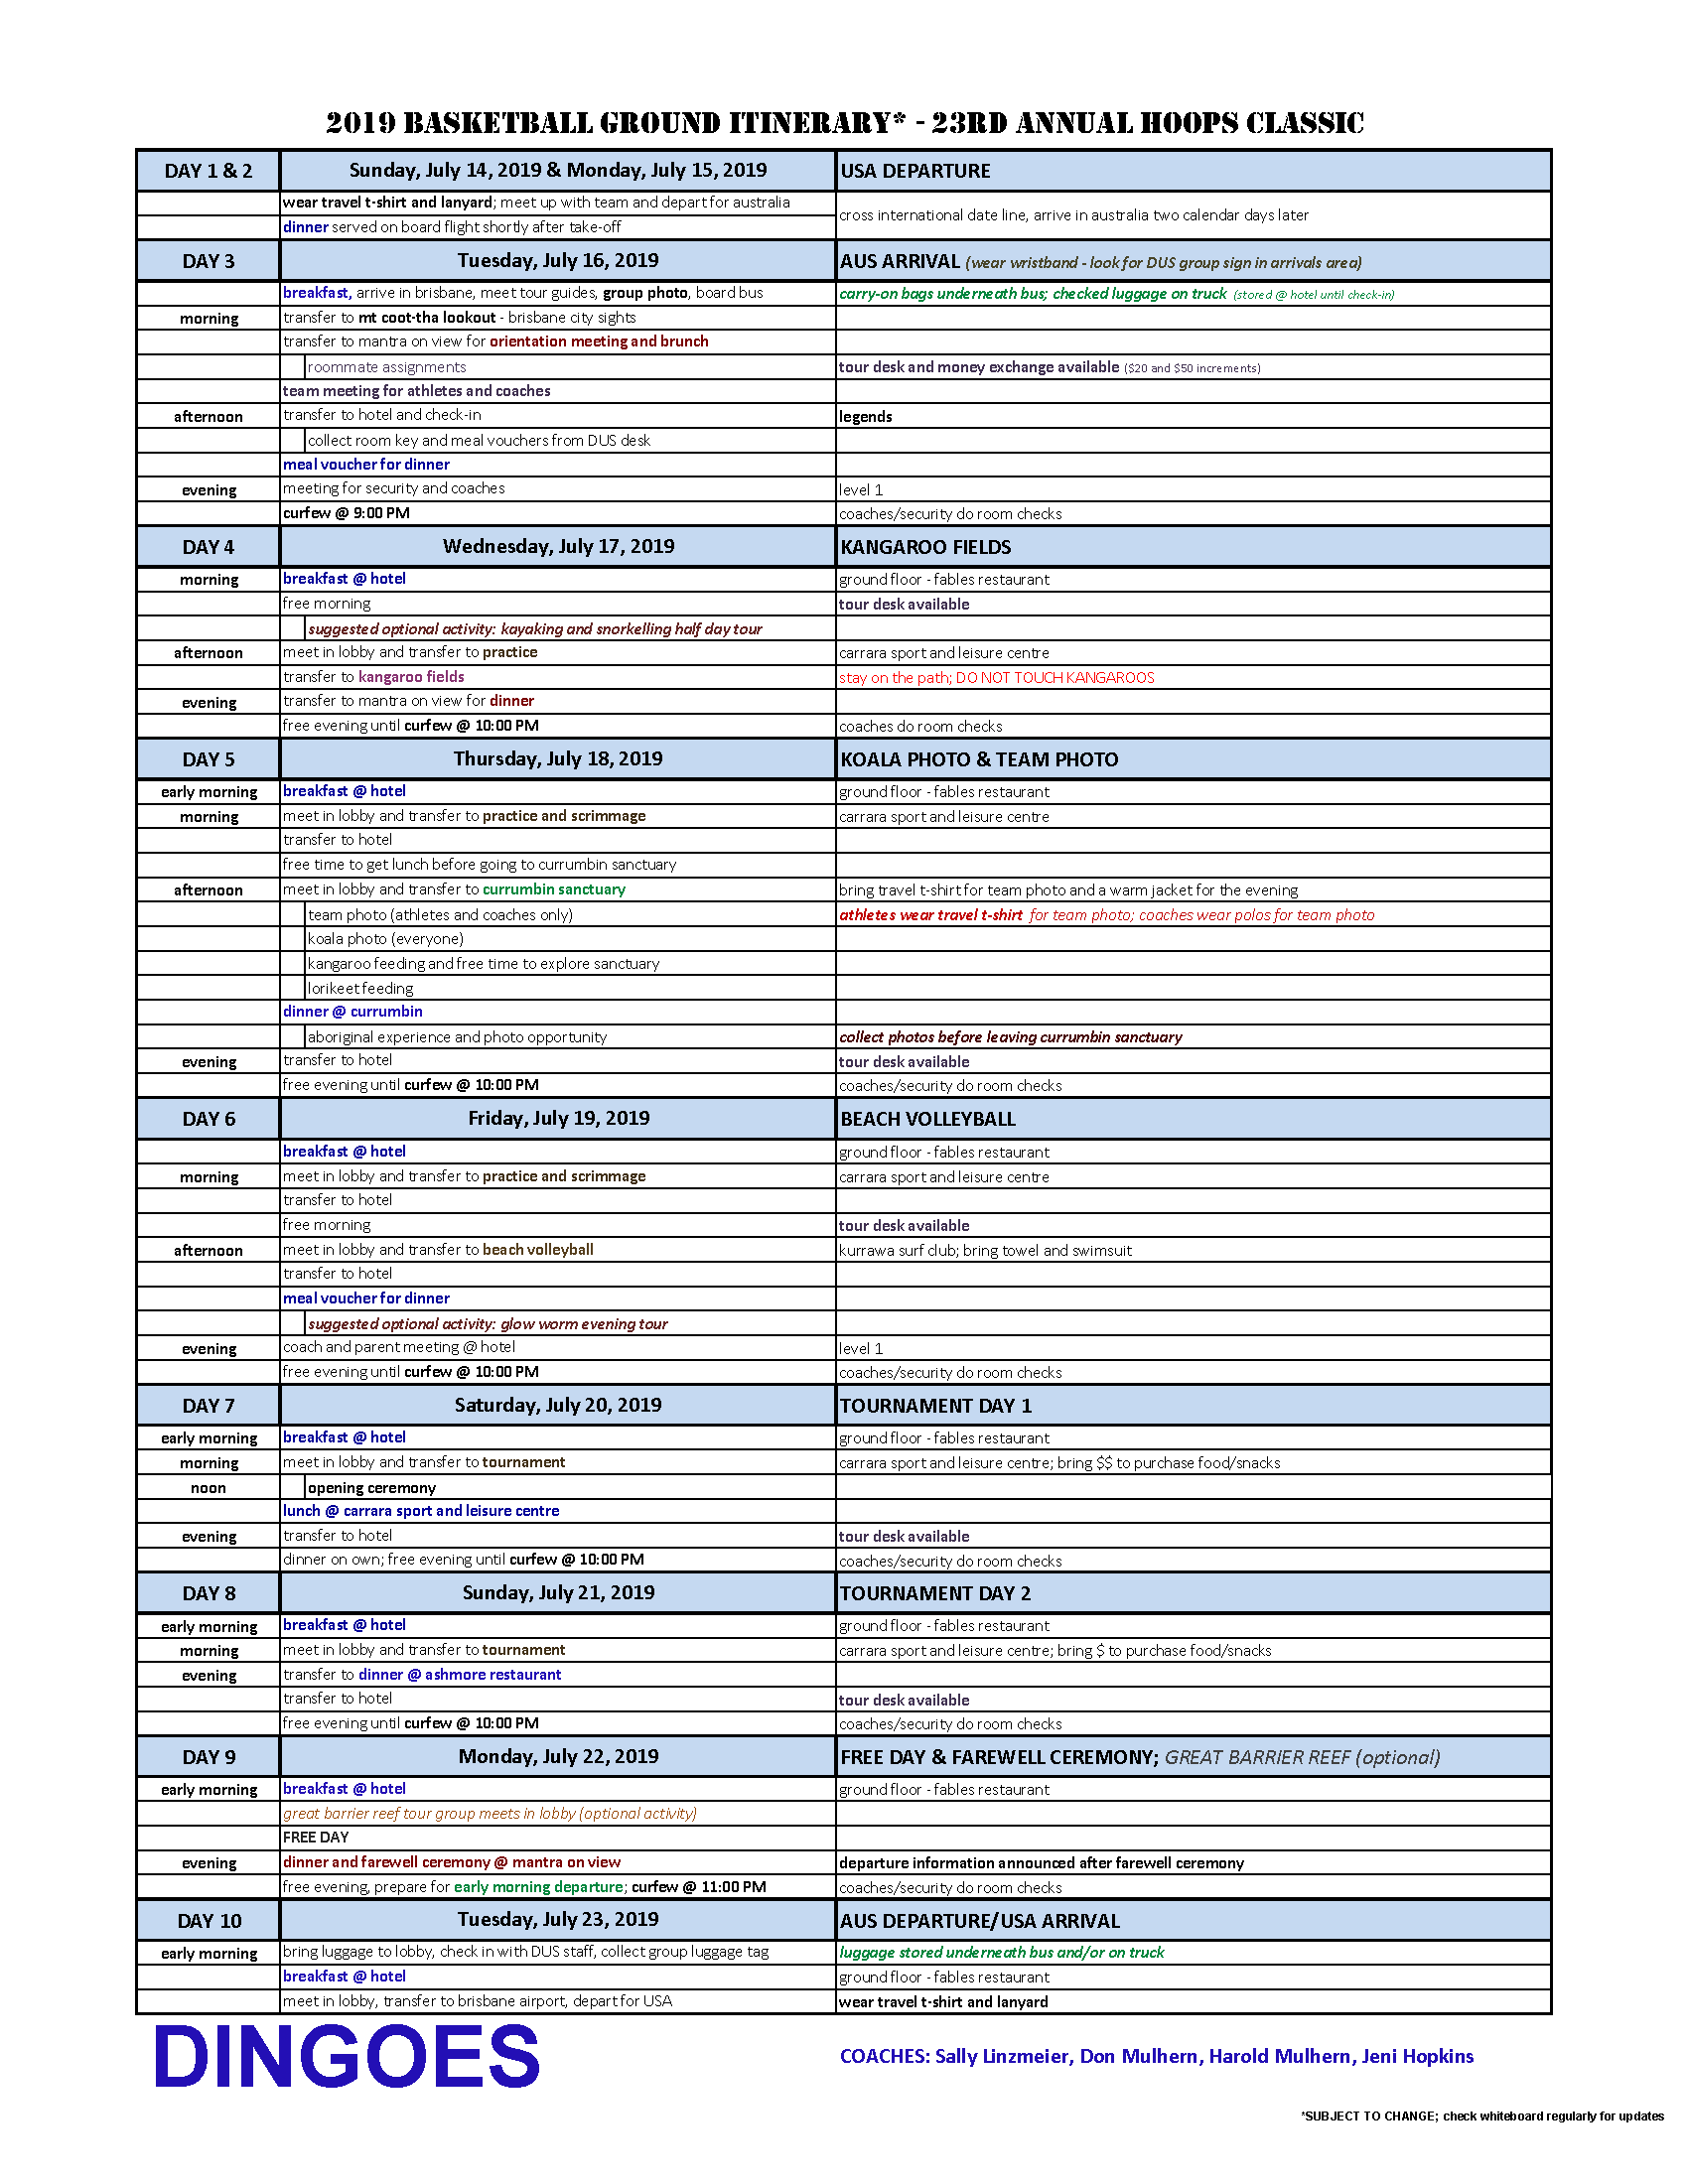 2019 BASKETBALL GROUND ITINERARY* - 23RD ANNUAL HOOPS CLASSIC
DAY 1 & 2 Sunday, July 14, 2019 & Monday, July 15, 2019 USA DEPARTURE
wear travel t-shirt and lanyard; meet up with team and depart for australia
cross international date line, arrive in australia two calendar days later
dinner served on board flight shortly after take-off
DAY 3 Tuesday, July 16, 2019 AUS ARRIVAL (wear wristband - look for DUS group sign in arrivals area)
breakfast, arrive in brisbane, meet tour guides, group photo, board bus carry-on bags underneath bus; checked luggage on truck (stored @ hotel until check-in)
morning transfer to mt coot-tha lookout - brisbane city sights
transfer to mantra on view for orientation meeting and brunch
roommate assignments tour desk and money exchange available ($20 and $50 increments)
team meeting for athletes and coaches
afternoon transfer to hotel and check-in legends
collect room key and meal vouchers from DUS desk
meal voucher for dinner
evening meeting for security and coaches level 1
curfew @ 9:00 PM coaches/security do room checks
DAY 4 Wednesday, July 17, 2019 KANGAROO FIELDS
morning breakfast @ hotel ground floor - fables restaurant
free morning tour desk available
suggested optional activity: kayaking and snorkelling half day tour
afternoon meet in lobby and transfer to practice carrara sport and leisure centre
transfer to kangaroo fields stay on the path; DO NOT TOUCH KANGAROOS
evening transfer to mantra on view for dinner
free evening until curfew @ 10:00 PM coaches do room checks
DAY 5 Thursday, July 18, 2019 KOALA PHOTO & TEAM PHOTO
early morning breakfast @ hotel ground floor - fables restaurant
morning meet in lobby and transfer to practice and scrimmage carrara sport and leisure centre
transfer to hotel
free time to get lunch before going to currumbin sanctuary
afternoon meet in lobby and transfer to currumbin sanctuary bring travel t-shirt for team photo and a warm jacket for the evening
team photo (athletes and coaches only) athletes wear travel t-shirt for team photo; coaches wear polos for team photo
koala photo (everyone)
kangaroo feeding and free time to explore sanctuary
lorikeet feeding
dinner @ currumbin
aboriginal experience and photo opportunity collect photos before leaving currumbin sanctuary
evening transfer to hotel tour desk available
free evening until curfew @ 10:00 PM coaches/security do room checks
DAY 6 Friday, July 19, 2019 BEACH VOLLEYBALL
breakfast @ hotel ground floor - fables restaurant
morning meet in lobby and transfer to practice and scrimmage carrara sport and leisure centre
transfer to hotel
free morning tour desk available
afternoon meet in lobby and transfer to beach volleyball kurrawa surf club; bring towel and swimsuit
transfer to hotel
meal voucher for dinner
suggested optional activity: glow worm evening tour
evening coach and parent meeting @ hotel level 1
free evening until curfew @ 10:00 PM coaches/security do room checks
DAY 7 Saturday, July 20, 2019 TOURNAMENT DAY 1
early morning breakfast @ hotel ground floor - fables restaurant
morning meet in lobby and transfer to tournament carrara sport and leisure centre; bring $$ to purchase food/snacks
noon opening ceremony
lunch @ carrara sport and leisure centre
evening transfer to hotel tour desk available
dinner on own; free evening until curfew @ 10:00 PM coaches/security do room checks
DAY 8 Sunday, July 21, 2019 TOURNAMENT DAY 2
early morning breakfast @ hotel ground floor - fables restaurant
morning meet in lobby and transfer to tournament carrara sport and leisure centre; bring $ to purchase food/snacks
evening transfer to dinner @ ashmore restaurant
transfer to hotel tour desk available
free evening until curfew @ 10:00 PM coaches/security do room checks
DAY 9 Monday, July 22, 2019 FREE DAY & FAREWELL CEREMONY; GREAT BARRIER REEF (optional)
early morning breakfast @ hotel ground floor - fables restaurant
great barrier reef tour group meets in lobby (optional activity)
FREE DAY
evening dinner and farewell ceremony @ mantra on view departure information announced after farewell ceremony
free evening, prepare for early morning departure; curfew @ 11:00 PM coaches/security do room checks
DAY 10 Tuesday, July 23, 2019 AUS DEPARTURE/USA ARRIVAL
early morning bring luggage to lobby, check in with DUS staff, collect group luggage tag luggage stored underneath bus and/or on truck
breakfast @ hotel ground floor - fables restaurant
meet in lobby, transfer to brisbane airport, depart for USA wear travel t-shirt and lanyard
DINGOES
COACHES: Sally Linzmeier, Don Mulhern, Harold Mulhern, Jeni Hopkins
*SUBJECT TO CHANGE; check whiteboard regularly for updates